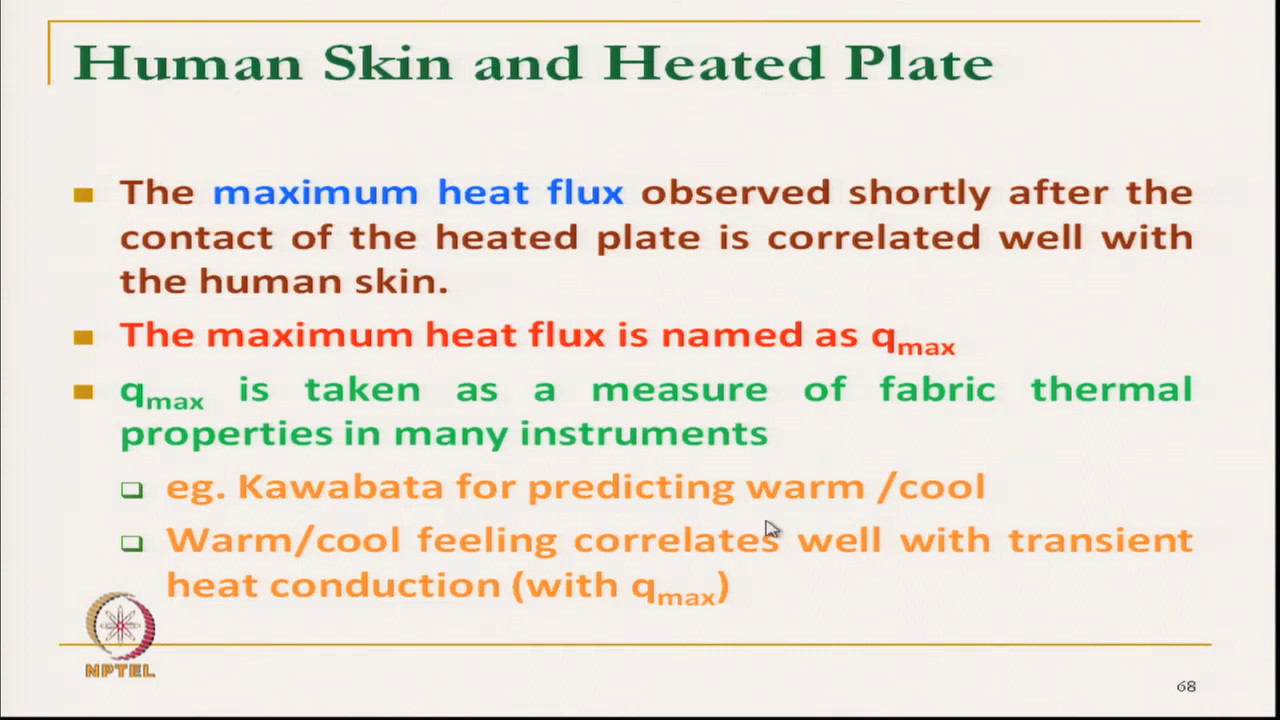 Human Skin and Heated Plate
The maximum heat flux observed shortly after the
contact of the heated plate is correlated well with
the human skin.
The maximum heat flux is named as qmax
qmax is taken as a measure of fabric thermal
properties in many instruments
eg. Kawabata for predicting warm /cool
Warm/cool feeling correlates well with transient
heat conduction (with qmax)
NPTEL
68